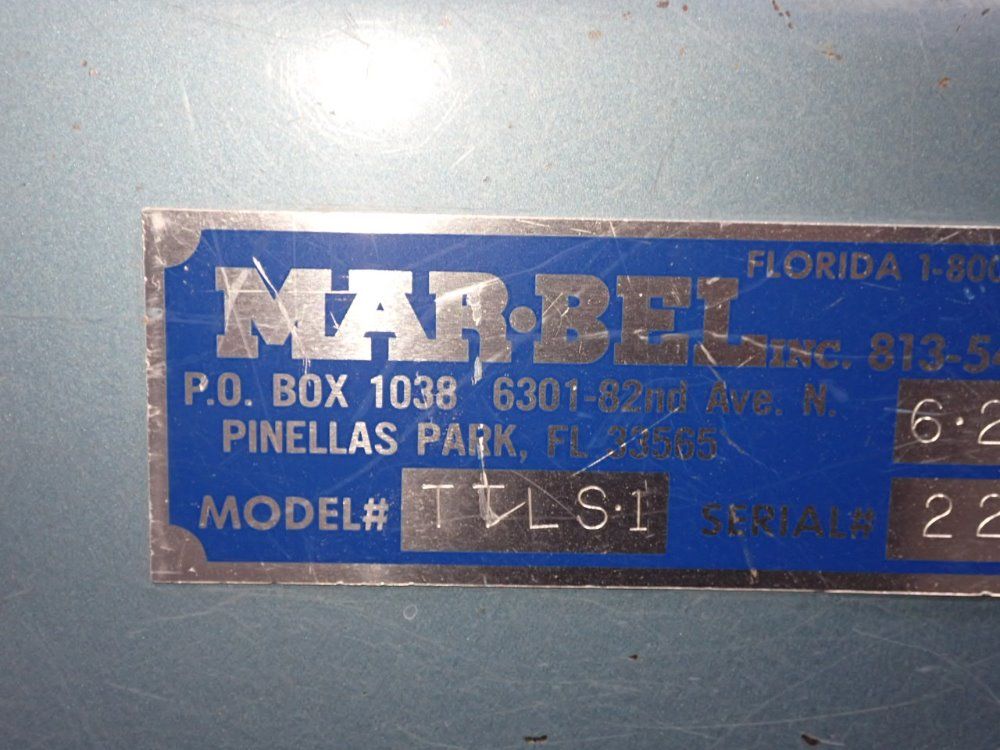 FLORIDA 1-800
MAR·BEL INC. 813-54
P.O. BOX 1038 6301-82nd Ave. N.
6·2
PINELLAS PARK, FL 33565
MODEL# TTLS·1 SERIAL# 22